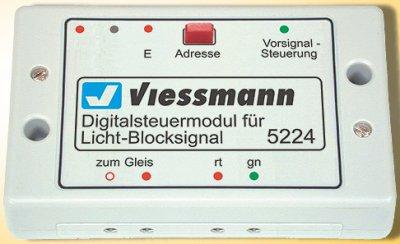 E
Adresse
Vorsignal-
Steuerung
Viessmann
Digitalsteuermodul für
Licht-Blocksignal 5224
zum Gleis rt gn